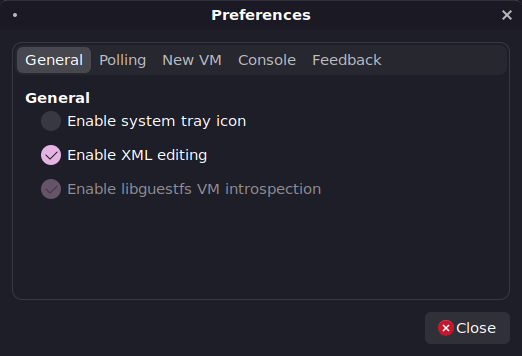 Preferences
General Polling New VM Console Feedback
General
Enable system tray icon
Enable XML editing
Enable libguestfs VM introspection
Close